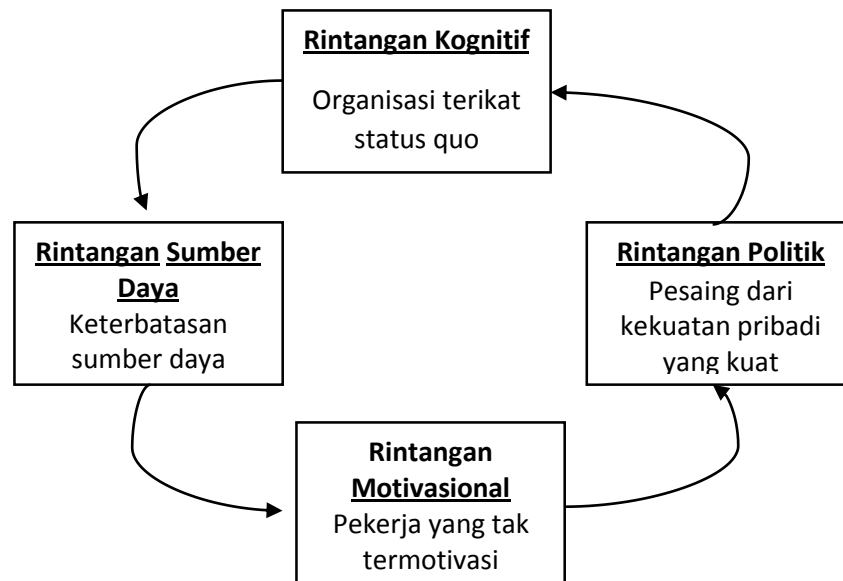 Rintangan Kognitif
Organisasi terikat
status quo
Rintangan Sumber
Daya
Keterbatasan
sumber daya
Rintangan Politik
Pesaing dari
kekuatan pribadi
yang kuat
Rintangan
Motivasional
Pekerja yang tak
termotivasi